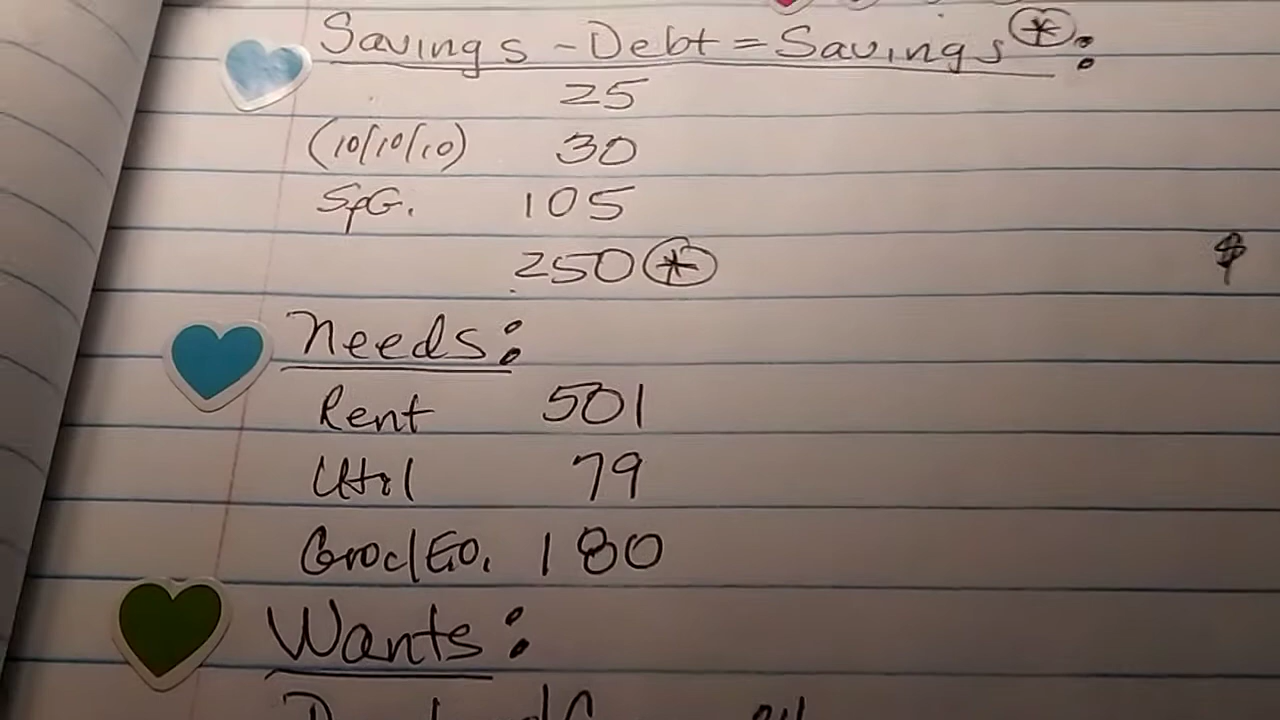 Savings - Debt = Savings *:
25
(10/10/10) 30
SpG. 105
250 *
$
Needs:
Rent 501
Util 79
Groc/Eo. 180
Wants: